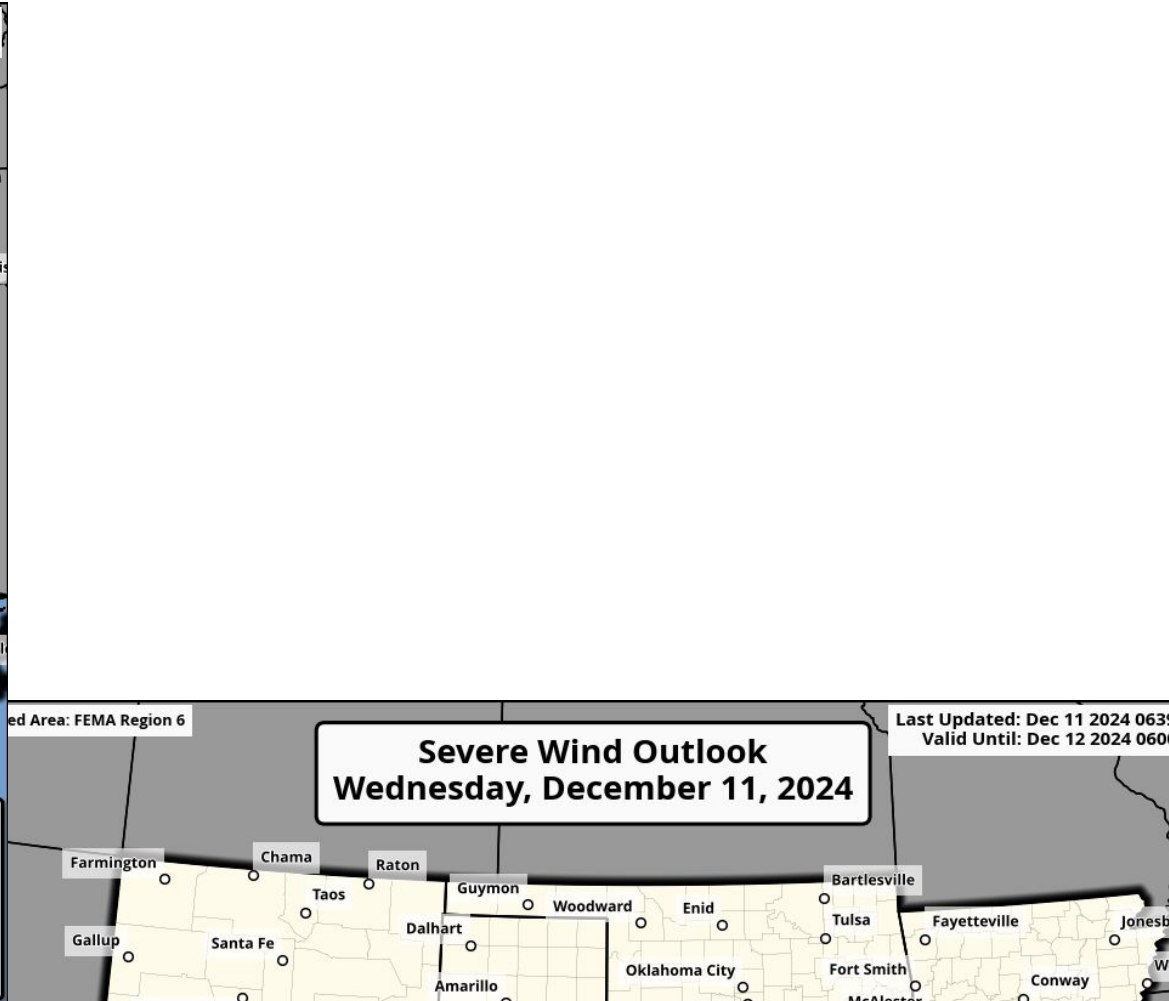 ed Area: FEMA Region 6
Severe Wind Outlook
Wednesday, December 11, 2024
Last Updated: Dec 11 2024 0639
Valid Until: Dec 12 2024 060
Farmington
Chama
Raton
Taos
Guymon
Woodward
Enid
Bartlesville
Tulsa
Fayetteville
Jonesb
Dalhart
Gallup
Santa Fe
Oklahoma City
Fort Smith
W
Amarillo
Conway
McAlester